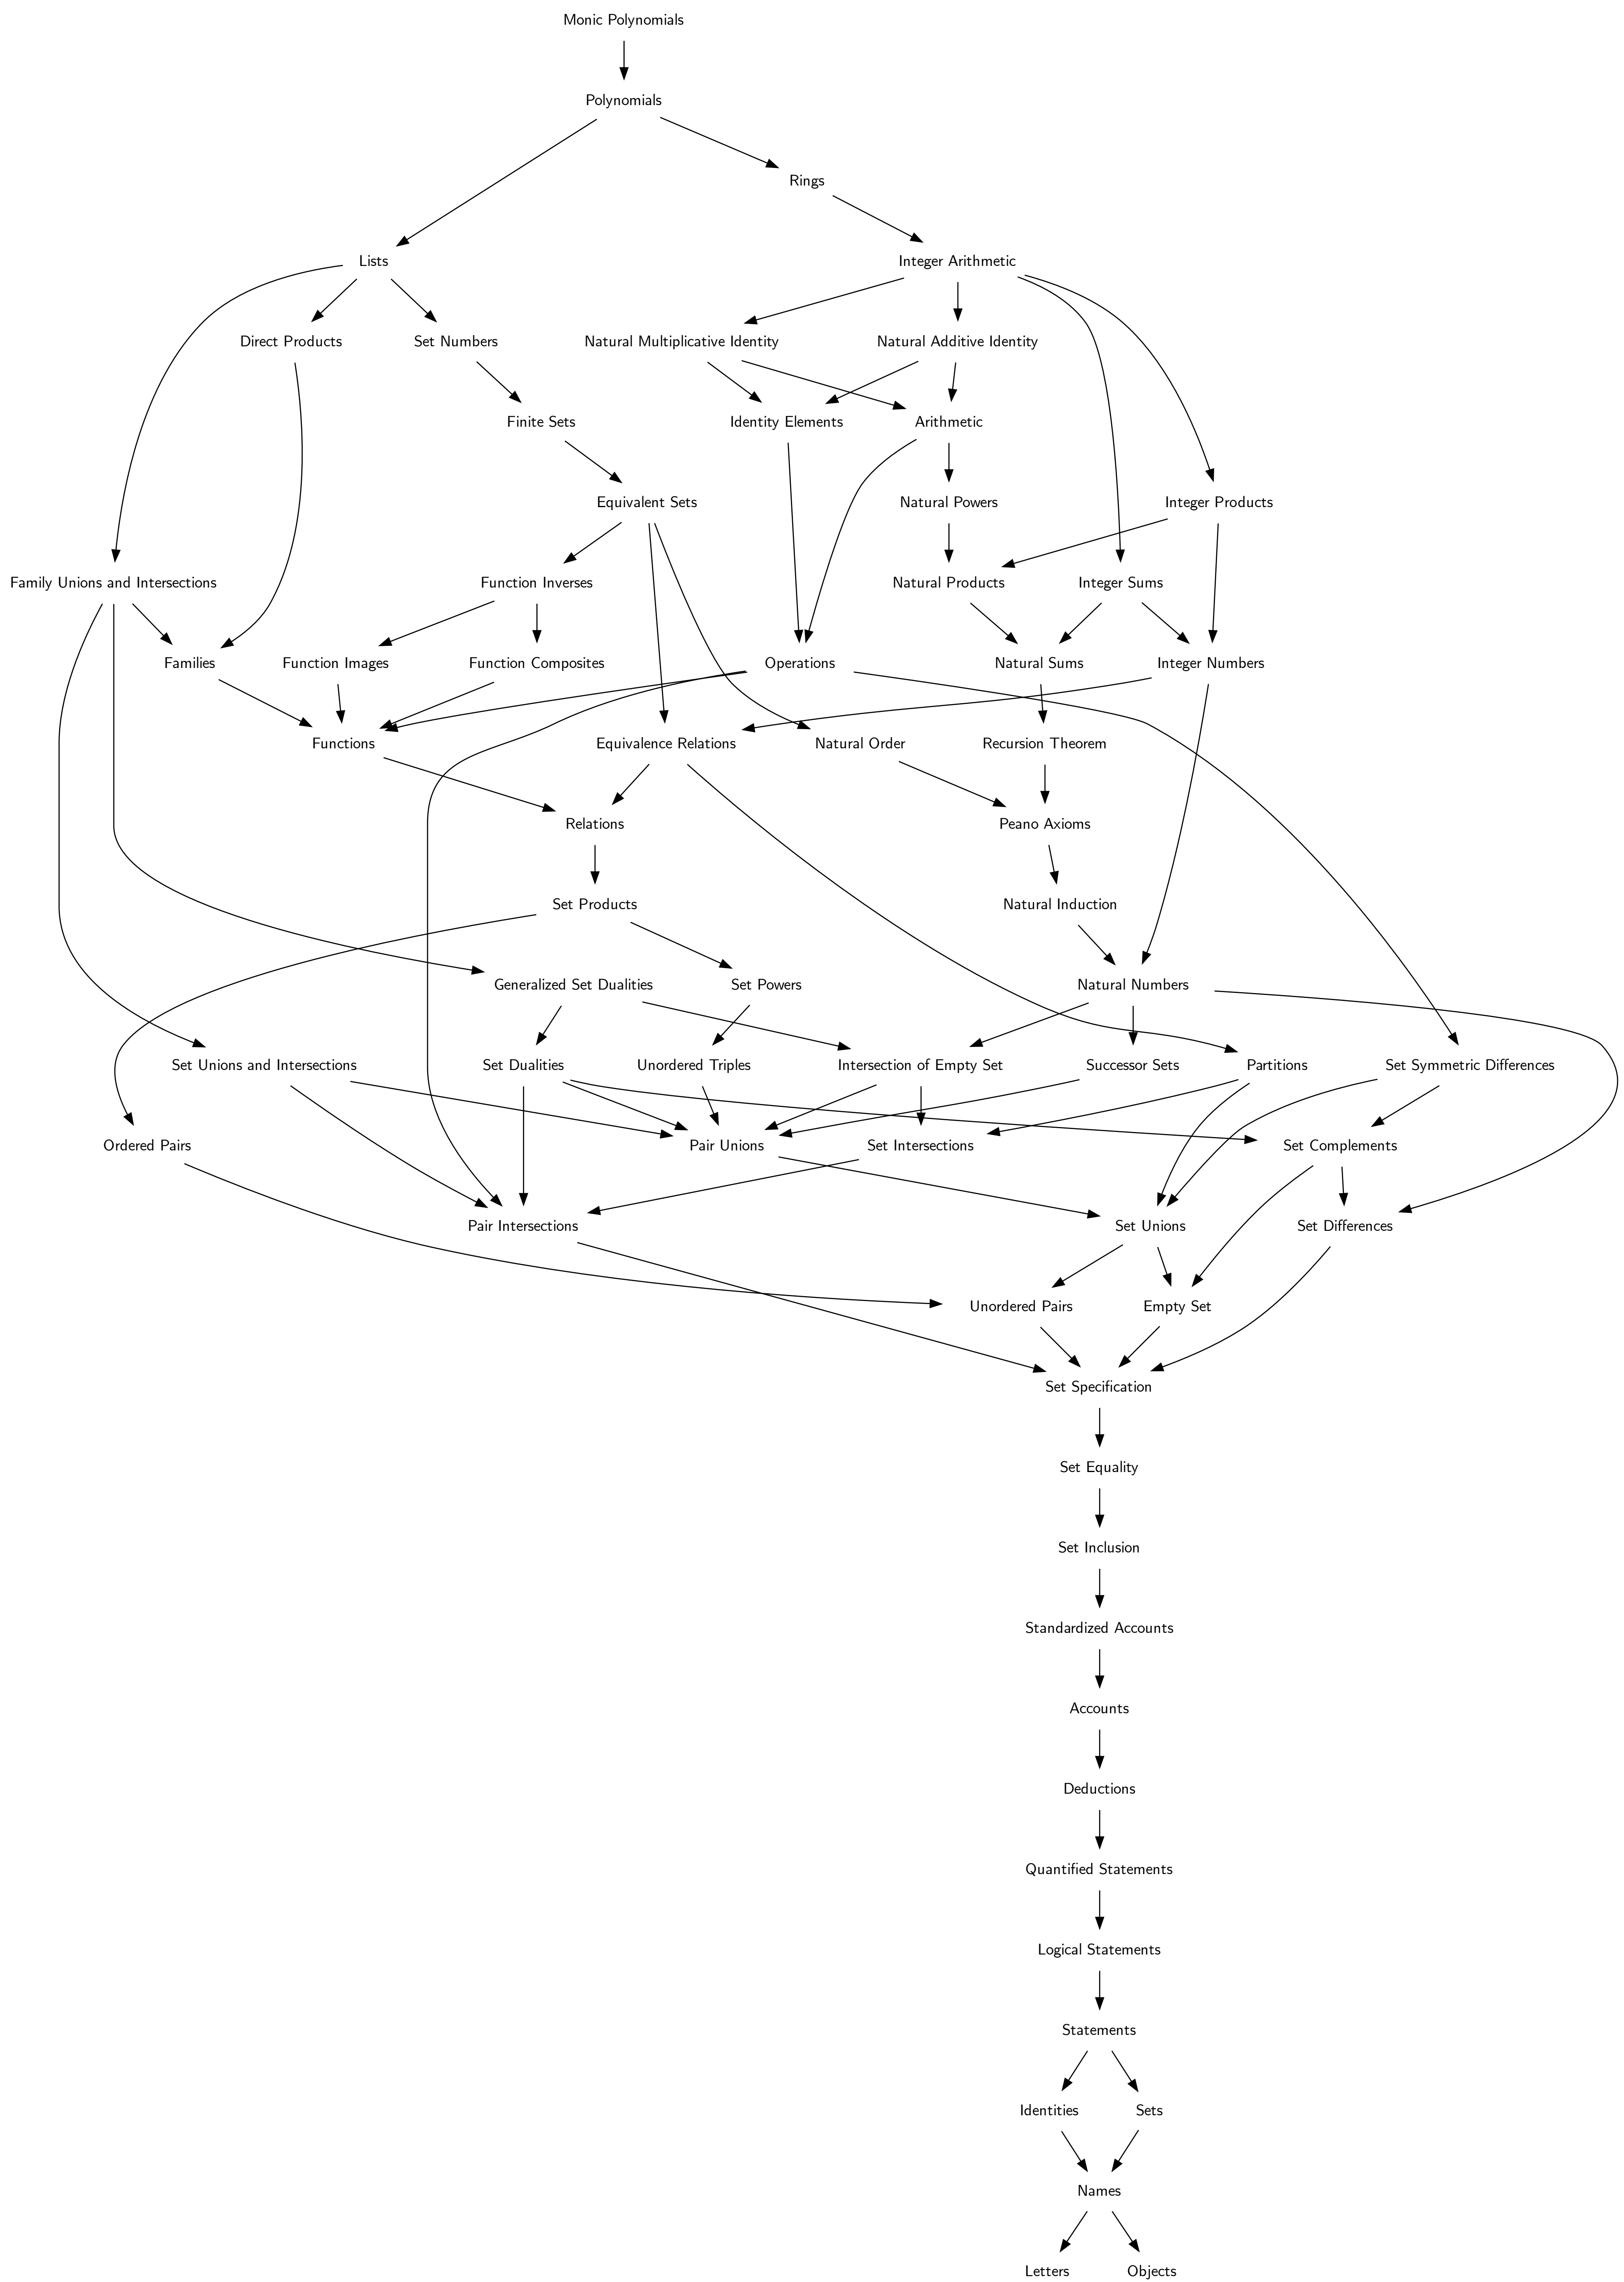 Monic Polynomials
Polynomials
Rings
Lists
Integer Arithmetic
Direct Products
Set Numbers
Natural Multiplicative Identity
Natural Additive Identity
Finite Sets
Identity Elements
Arithmetic
Equivalent Sets
Natural Powers
Integer Products
Family Unions and Intersections
Function Inverses
Natural Products
Integer Sums
Families
Function Images
Function Composites
Operations
Natural Sums
Integer Numbers
Functions
Equivalence Relations
Natural Order
Recursion Theorem
Relations
Peano Axioms
Set Products
Natural Induction
Generalized Set Dualities
Set Powers
Natural Numbers
Set Unions and Intersections
Set Dualities
Unordered Triples
Intersection of Empty Set
Successor Sets
Partitions
Set Symmetric Differences
Ordered Pairs
Pair Unions
Set Intersections
Set Complements
Pair Intersections
Set Unions
Set Differences
Unordered Pairs
Empty Set
Set Specification
Set Equality
Set Inclusion
Standardized Accounts
Accounts
Deductions
Quantified Statements
Logical Statements
Statements
Identities
Sets
Names
Letters
Objects